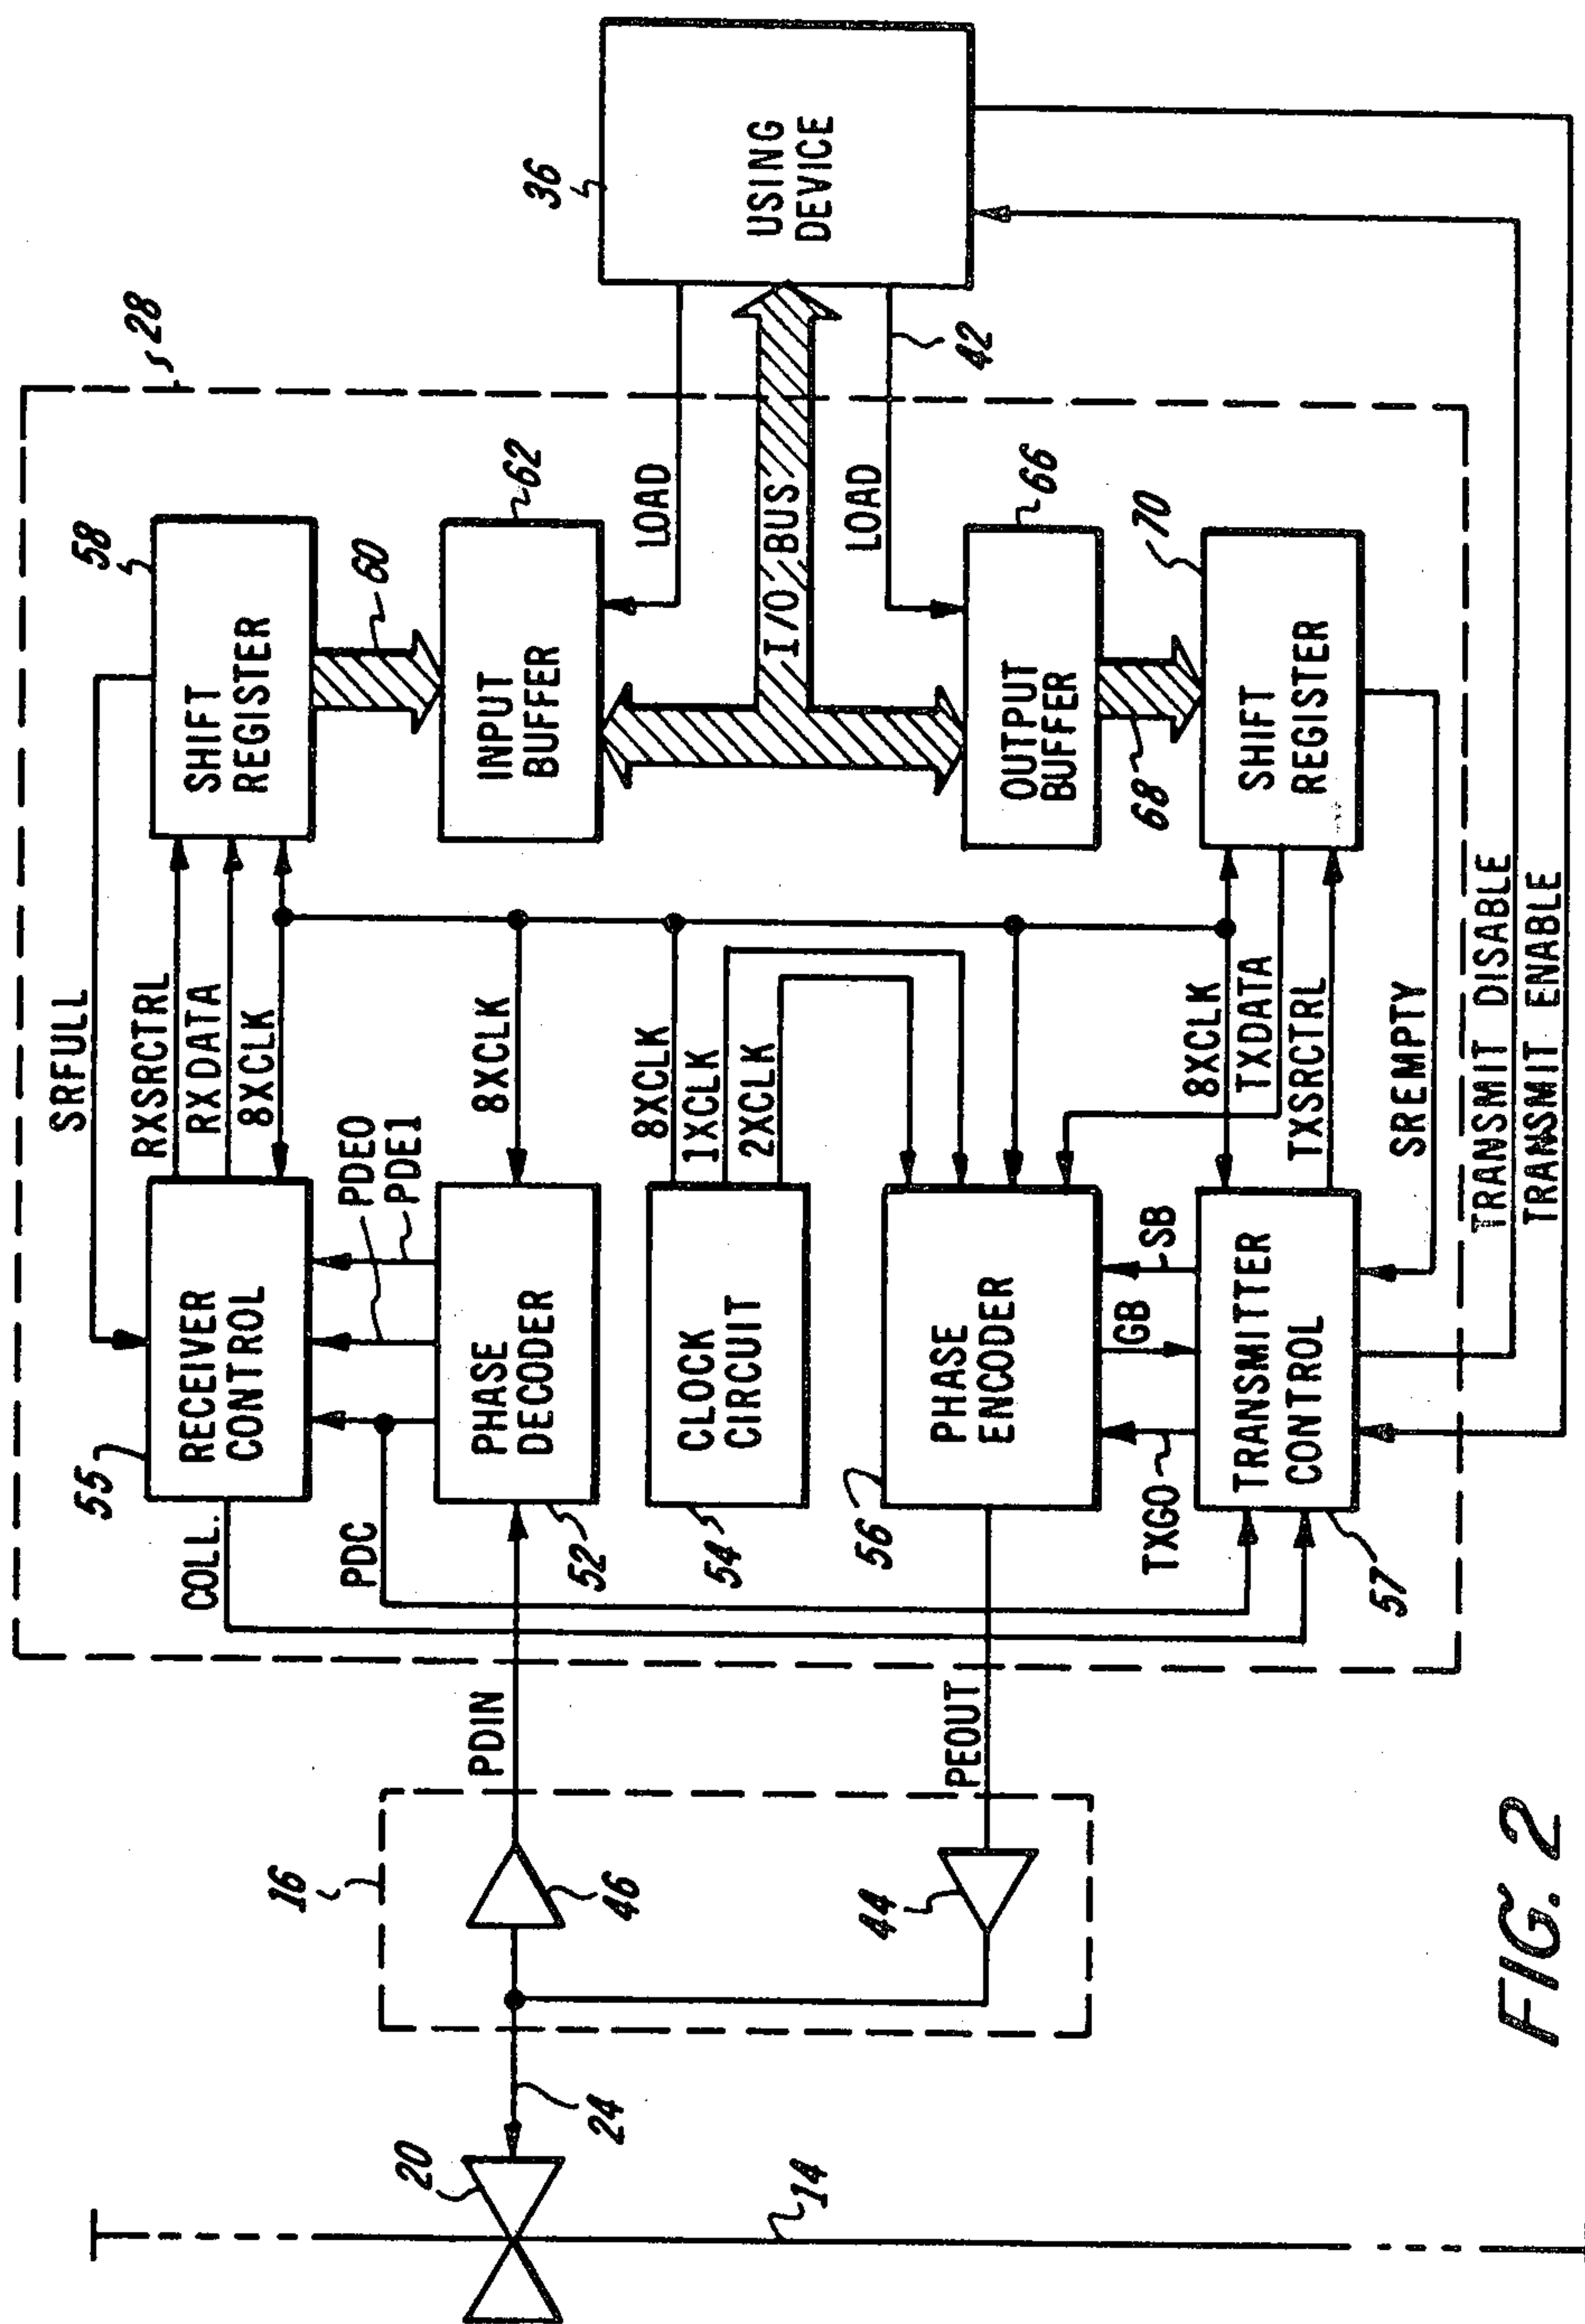 28
36
58
SRFULL
SHIFT
REGISTER
RXSRCTRL
RXDATA
8XCLK
55
RECEIVER
CONTROL
COLL.
60
PDE0
PDE1
PDC
62
INPUT
BUFFER
LOAD
8XCLK
PHASE
DECODER
52
PDIN
16
46
20
24
14
USING
DEVICE
I/O BUS
42
LOAD
8XCLK
1XCLK
2XCLK
CLOCK
CIRCUIT
54
66
OUTPUT
BUFFER
68
56
PHASE
ENCODER
PEOUT
44
SB
GB
TXGO
70
SHIFT
REGISTER
8XCLK
TXDATA
TXSRCTRL
TRANSMITTER
CONTROL
57
SREMPTY
TRANSMIT DISABLE
TRANSMIT ENABLE
FIG. 2